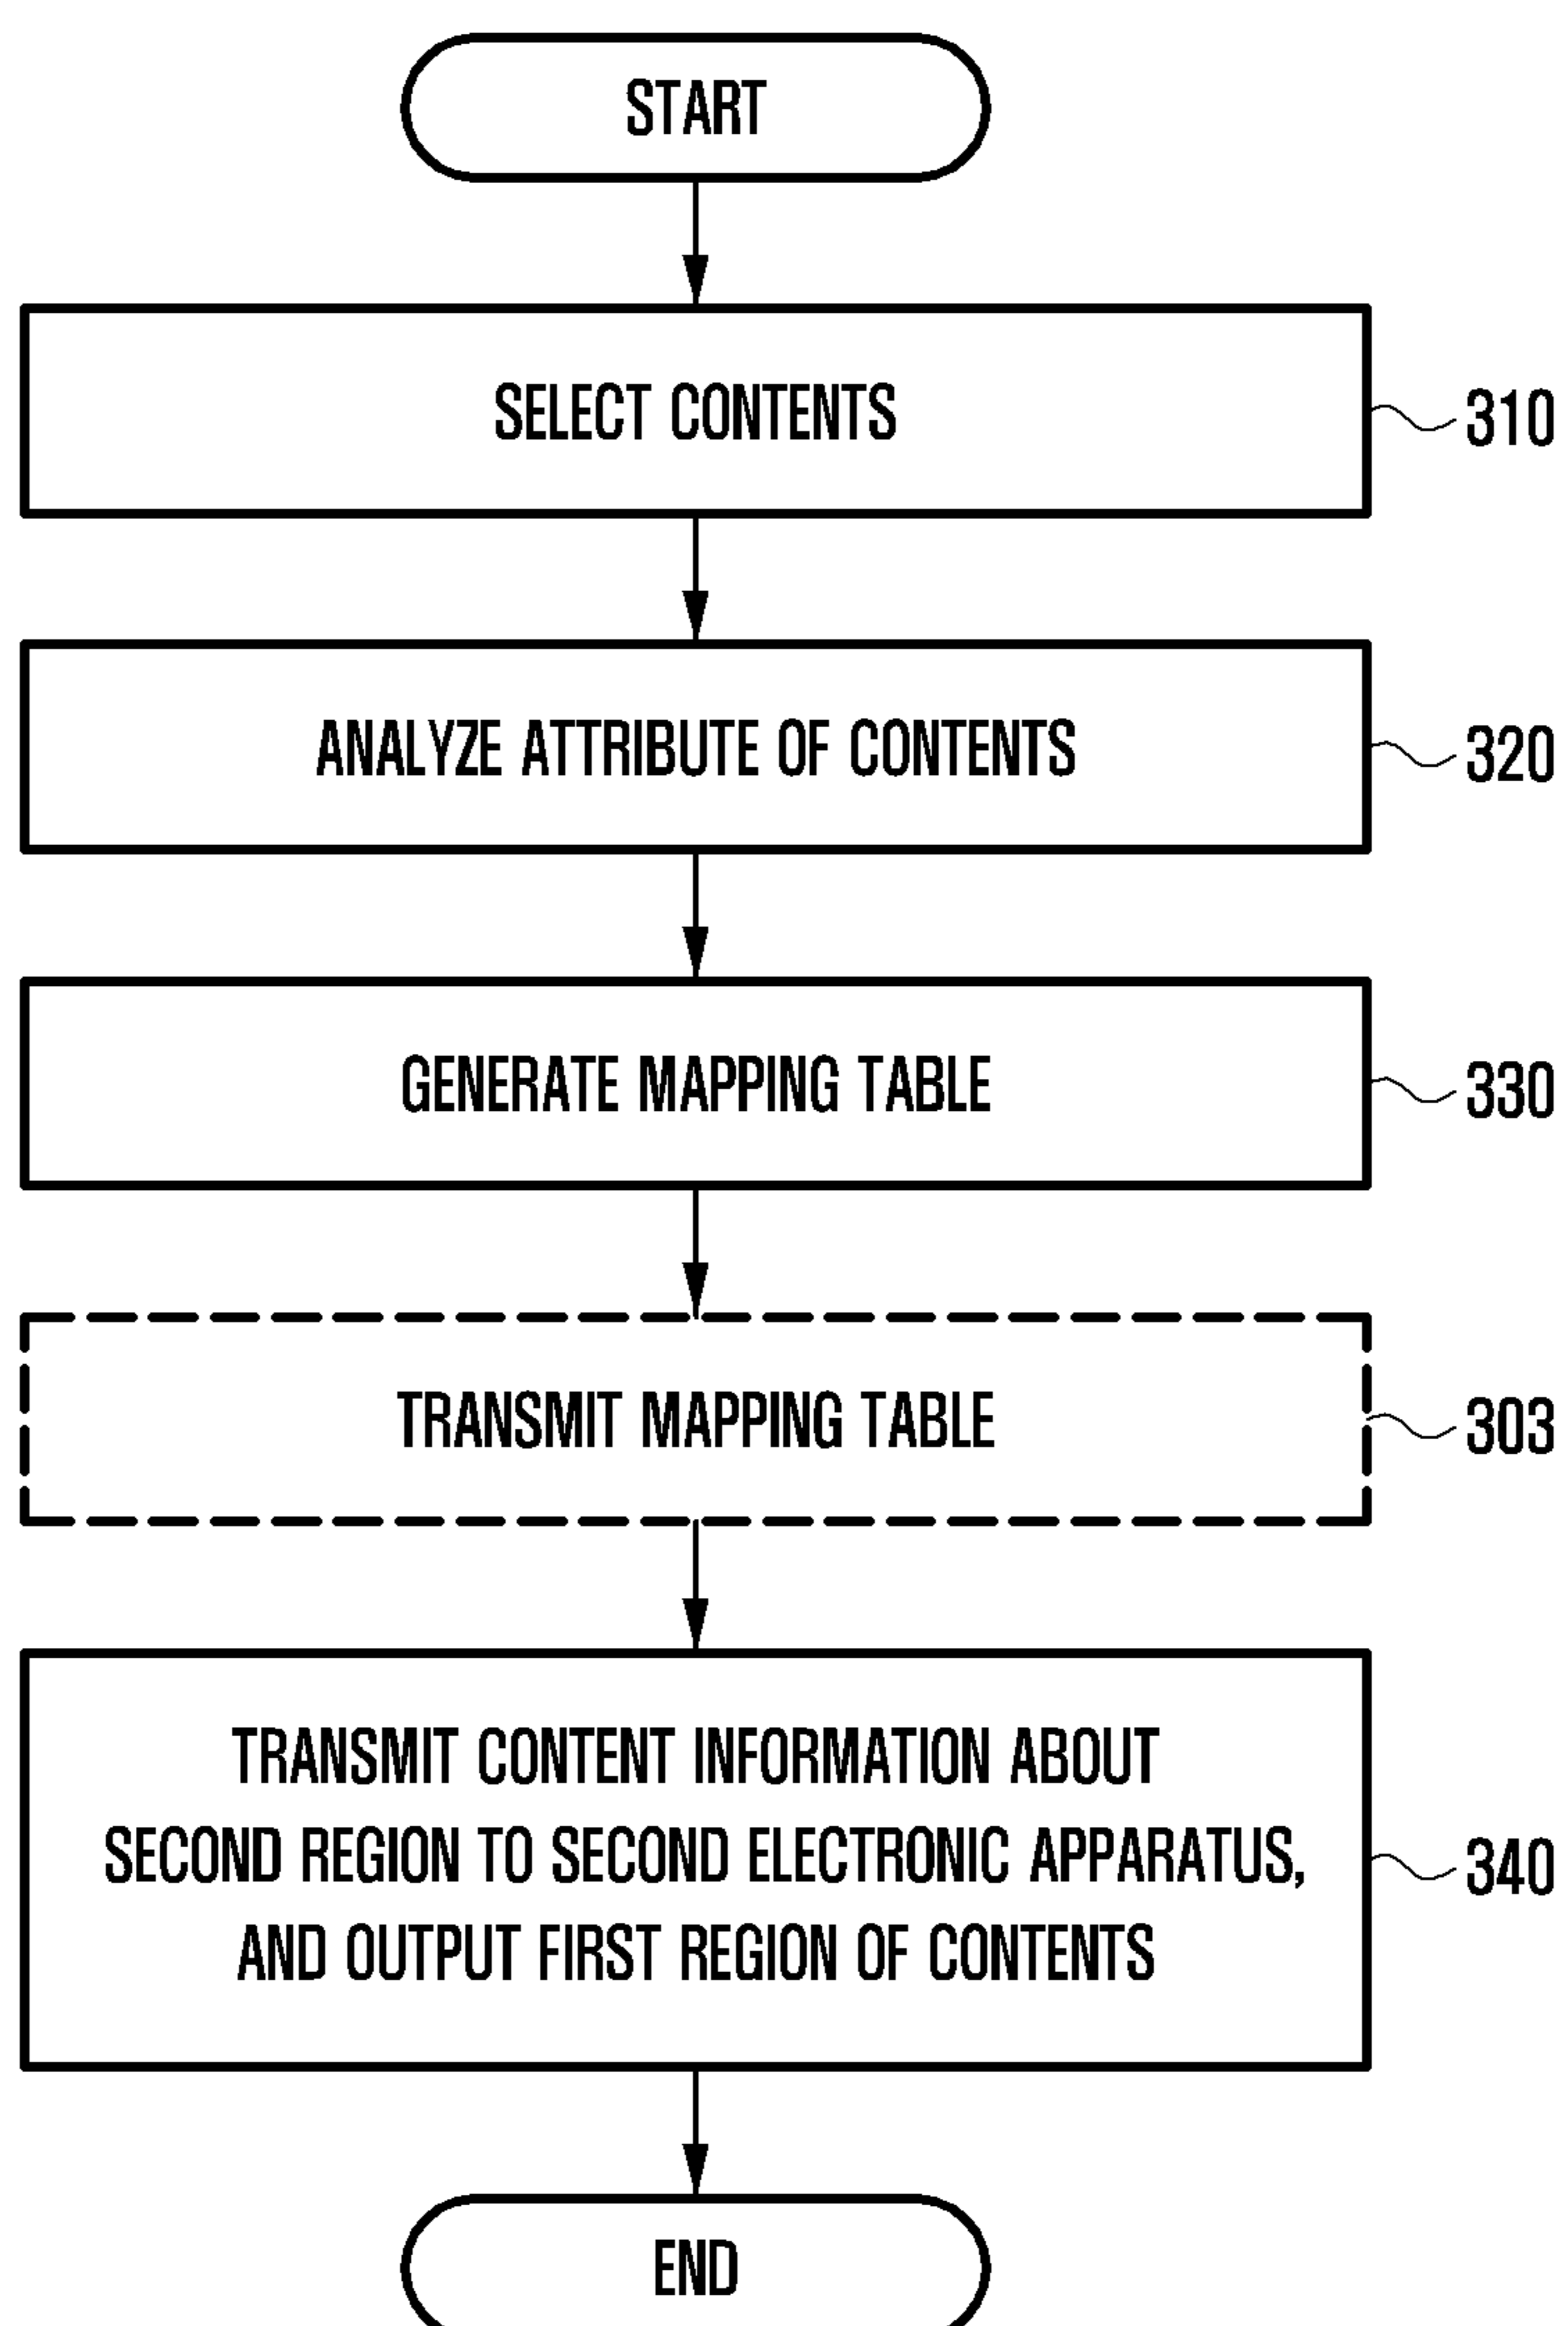 START
SELECT CONTENTS
310
ANALYZE ATTRIBUTE OF CONTENTS
320
GENERATE MAPPING TABLE
330
TRANSMIT MAPPING TABLE
303
TRANSMIT CONTENT INFORMATION ABOUT
SECOND REGION TO SECOND ELECTRONIC APPARATUS,
AND OUTPUT FIRST REGION OF CONTENTS
340
END